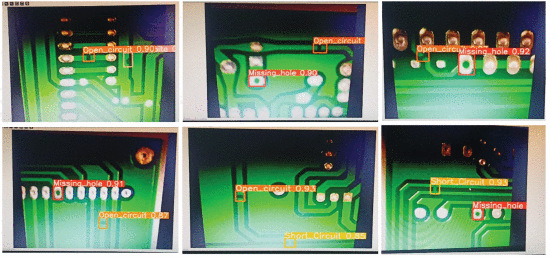 Open_circuit 0.90
Open_circuit
Missing_hole 0.90
Open_circuit
Missing_hole 0.92
Missing_hole 0.91
Open_circuit 0.87
Open_circuit 0.93
Short_Circuit 0.85
Short_Circuit 0.93
Missing_hole